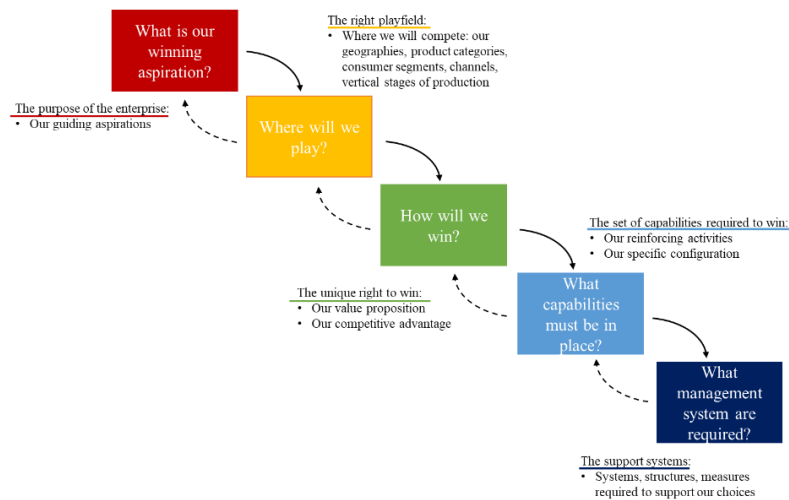 What is our
winning
aspiration?
The right playfield:
• Where we will compete: our
geographies, product categories,
consumer segments, channels,
vertical stages of production
The purpose of the enterprise:
• Our guiding aspirations
Where will we
play?
How will we
win?
The set of capabilities required to win:
• Our reinforcing activities
• Our specific configuration
The unique right to win:
• Our value proposition
• Our competitive advantage
What
capabilities
must be in
place?
What
management
system are
required?
The support systems:
• Systems, structures, measures
required to support our choices